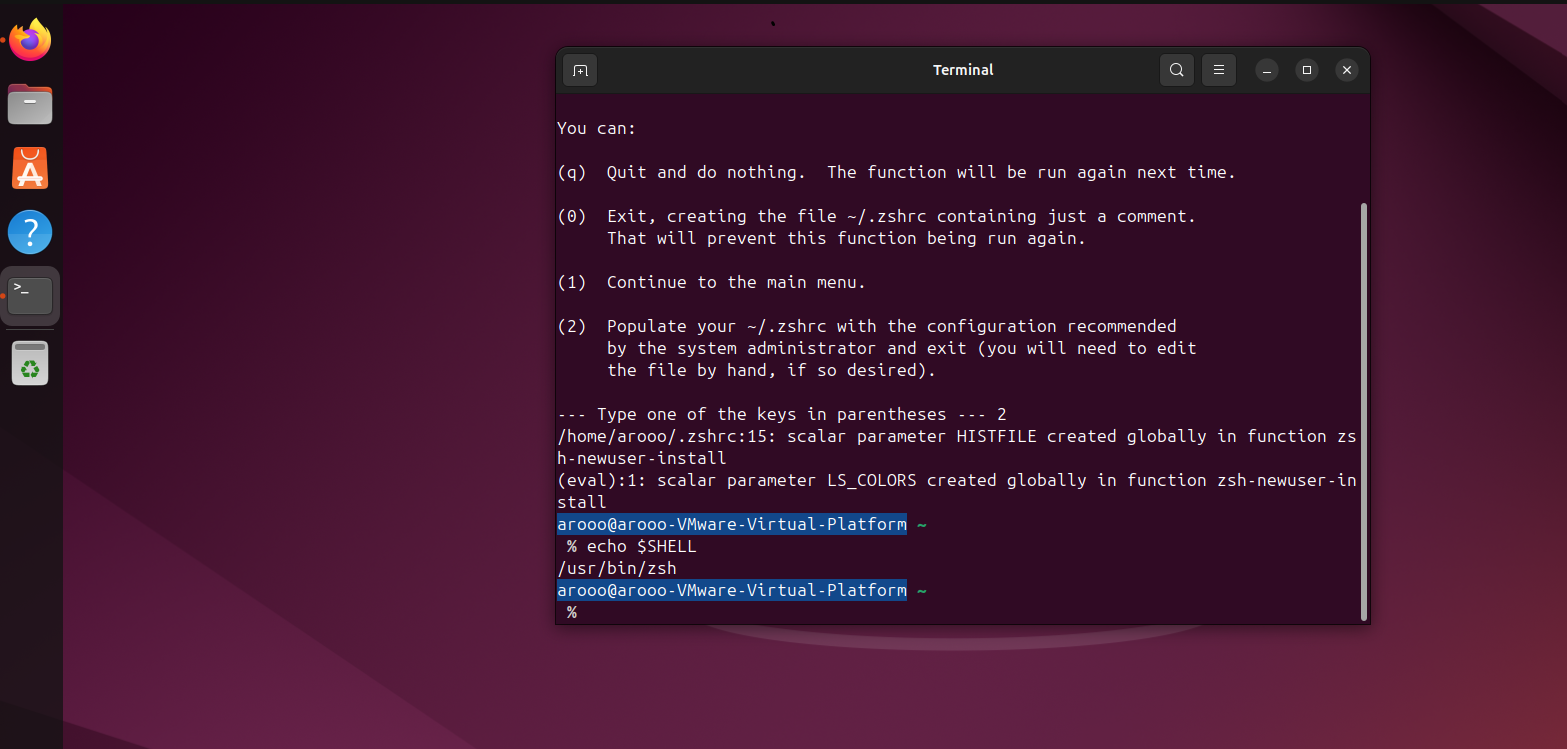 Terminal
You can:
(q)  Quit and do nothing.  The function will be run again next time.
(0)  Exit, creating the file ~/.zshrc containing just a comment.
     That will prevent this function being run again.
(1)  Continue to the main menu.
(2)  Populate your ~/.zshrc with the configuration recommended
     by the system administrator and exit (you will need to edit
     the file by hand, if so desired).
--- Type one of the keys in parentheses --- 2
/home/arooo/.zshrc:15: scalar parameter HISTFILE created globally in function zs
h-newuser-install
(eval):1: scalar parameter LS_COLORS created globally in function zsh-newuser-in
stall
arooo@arooo-VMware-Virtual-Platform ~
 % echo $SHELL
/usr/bin/zsh
arooo@arooo-VMware-Virtual-Platform ~
 %